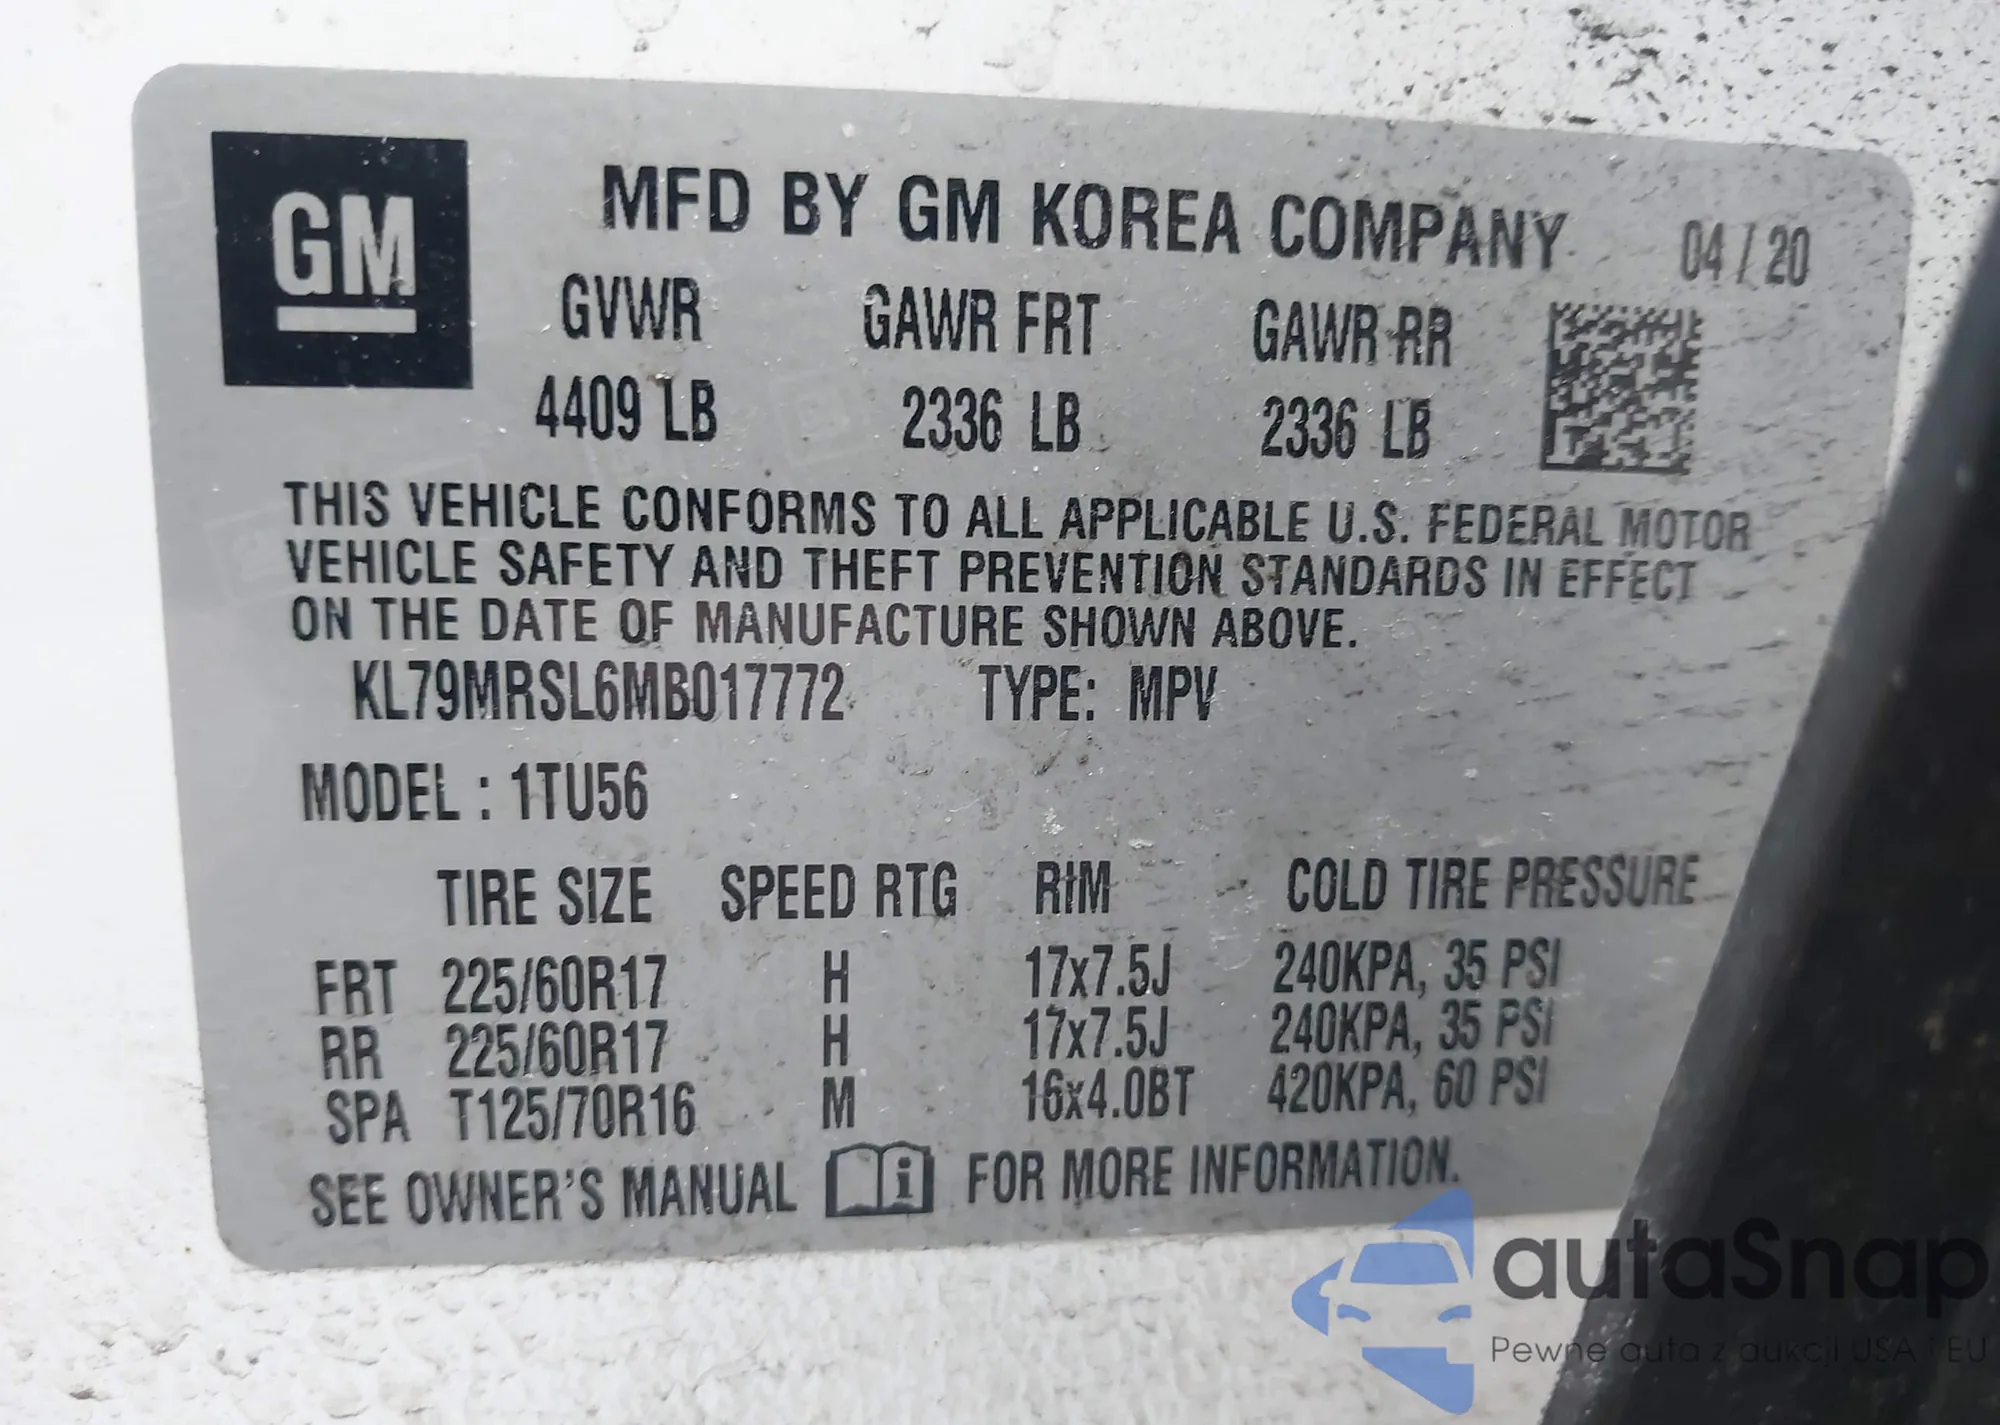 GM
MFD BY GM KOREA COMPANY 04 / 20
GVWR GAWR FRT GAWR RR
4409 LB 2336 LB 2336 LB
THIS VEHICLE CONFORMS TO ALL APPLICABLE U.S. FEDERAL MOTOR
VEHICLE SAFETY AND THEFT PREVENTION STANDARDS IN EFFECT
ON THE DATE OF MANUFACTURE SHOWN ABOVE.
KL79MRSL6MB017772 TYPE: MPV
MODEL : 1TU56
TIRE SIZE SPEED RTG RIM COLD TIRE PRESSURE
FRT 225/60R17 H 17x7.5J 240KPA, 35 PSI
RR 225/60R17 H 17x7.5J 240KPA, 35 PSI
SPA T125/70R16 M 16x4.0BT 420KPA, 60 PSI
SEE OWNER'S MANUAL i FOR MORE INFORMATION.
autaSnap
Pewne auta z aukcji USA i EU